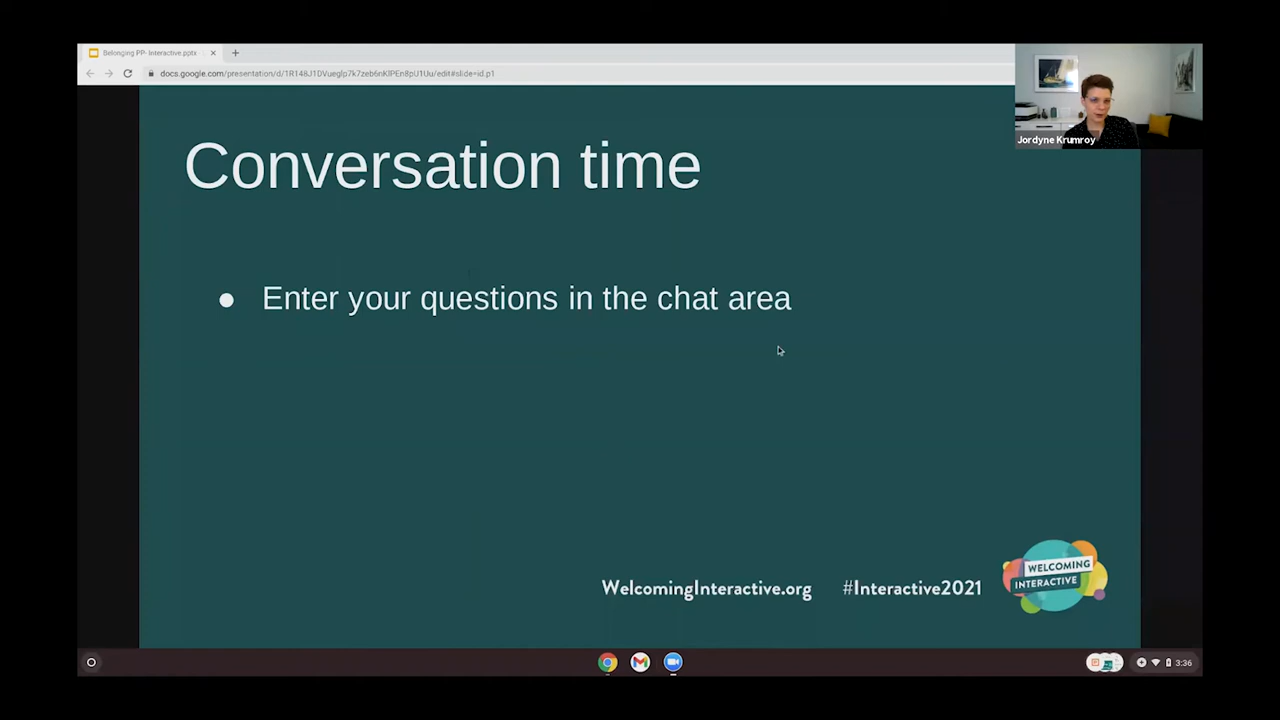 Belonging PP- Interactive.pptx
Jordyne Krumroy
Conversation time
● Enter your questions in the chat area
WelcomingInteractive.org #Interactive2021
WELCOMING
INTERACTIVE
3:36